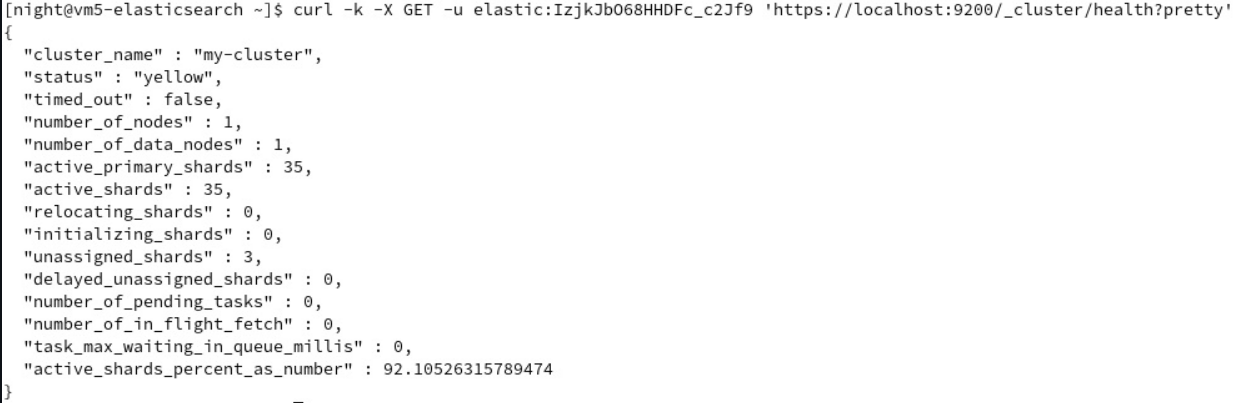 [night@vm5-elasticsearch ~]$ curl -k -X GET -u elastic:IzjkJbO68HHDFc_c2Jf9 'https://localhost:9200/_cluster/health?pretty'
{
  "cluster_name" : "my-cluster",
  "status" : "yellow",
  "timed_out" : false,
  "number_of_nodes" : 1,
  "number_of_data_nodes" : 1,
  "active_primary_shards" : 35,
  "active_shards" : 35,
  "relocating_shards" : 0,
  "initializing_shards" : 0,
  "unassigned_shards" : 3,
  "delayed_unassigned_shards" : 0,
  "number_of_pending_tasks" : 0,
  "number_of_in_flight_fetch" : 0,
  "task_max_waiting_in_queue_millis" : 0,
  "active_shards_percent_as_number" : 92.10526315789474
}